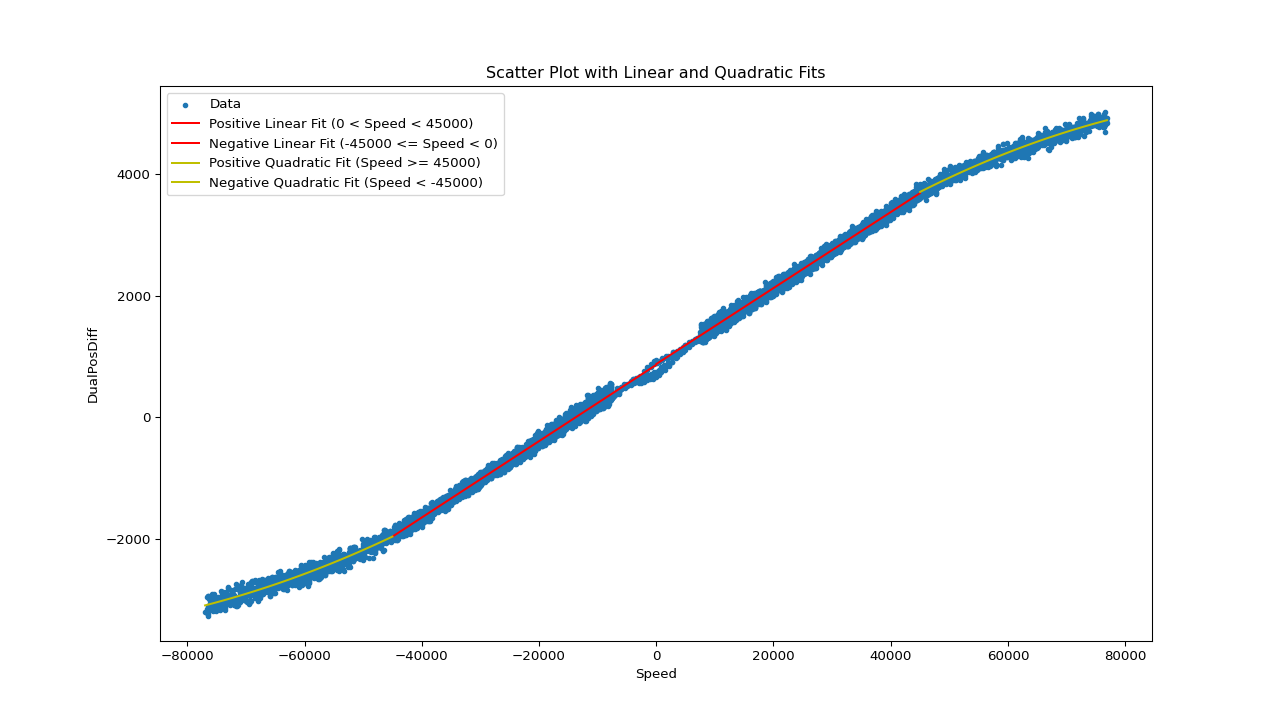 Scatter Plot with Linear and Quadratic Fits
Data
Positive Linear Fit (0 < Speed < 45000)
Negative Linear Fit (-45000 <= Speed < 0)
Positive Quadratic Fit (Speed >= 45000)
Negative Quadratic Fit (Speed < -45000)
4000
2000
0
−2000
DualPosDiff
−80000 −60000 −40000 −20000 0 20000 40000 60000 80000
Speed